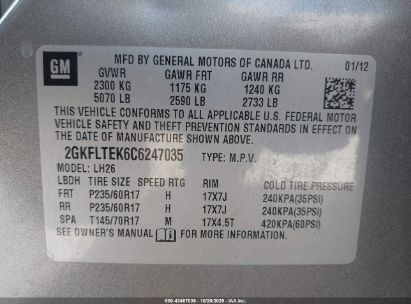 GM
MFD BY GENERAL MOTORS OF CANADA LTD. 01/12
GVWR GAWR FRT GAWR RR
2300 KG 1175 KG 1240 KG
5070 LB 2590 LB 2733 LB
THIS VEHICLE CONFORMS TO ALL APPLICABLE U.S. FEDERAL MOTOR
VEHICLE SAFETY AND THEFT PREVENTION STANDARDS IN EFFECT ON THE
DATE OF MANUFACTURE SHOWN ABOVE.
2GKFLTEK6C6247035 TYPE: M.P.V.
MODEL: LH26
LBDH TIRE SIZE SPEED RTG RIM COLD TIRE PRESSURE
FRT P235/60R17 H 17X7J 240KPA(35PSI)
RR P235/60R17 H 17X7J 240KPA(35PSI)
SPA T145/70R17 M 17X4.5T 420KPA(60PSI)
SEE OWNER'S MANUAL FOR MORE INFORMATION.